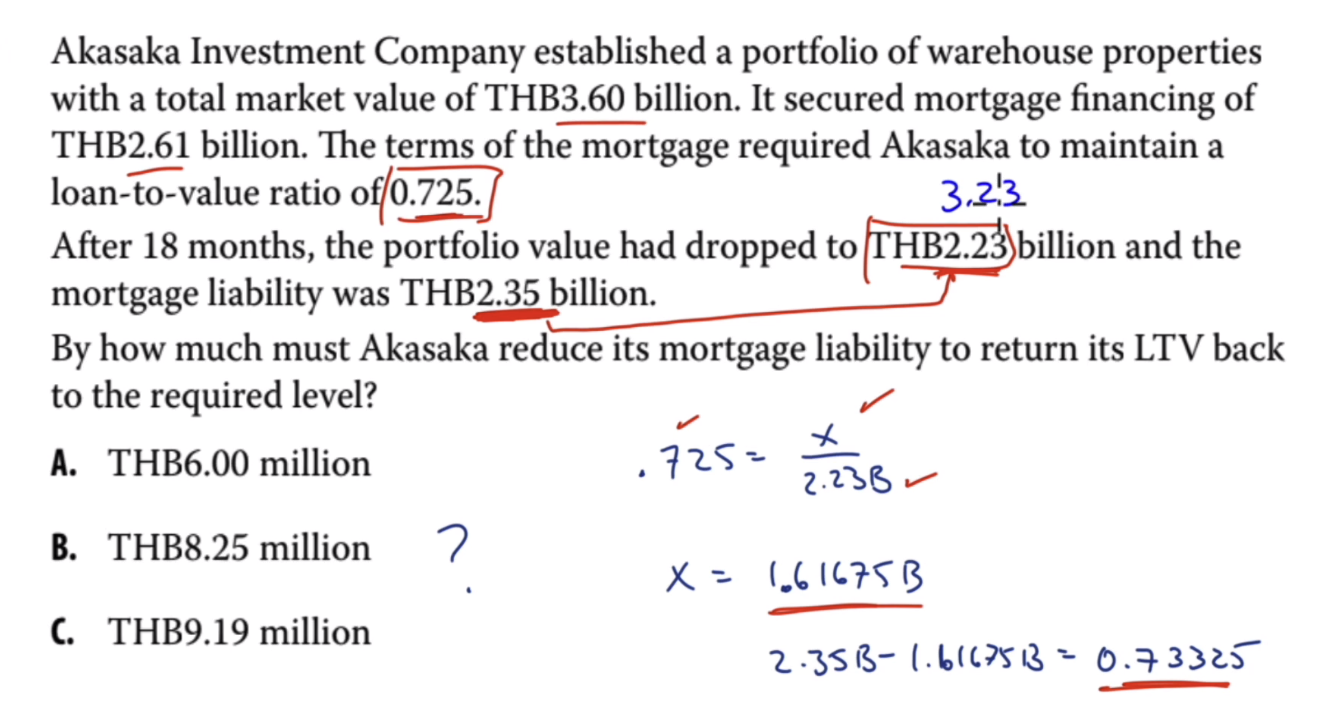 Akasaka Investment Company established a portfolio of warehouse properties
with a total market value of THB3.60 billion. It secured mortgage financing of
THB2.61 billion. The terms of the mortgage required Akasaka to maintain a
loan-to-value ratio of 0.725.
3.23
After 18 months, the portfolio value had dropped to THB2.23 billion and the
mortgage liability was THB2.35 billion.
By how much must Akasaka reduce its mortgage liability to return its LTV back
to the required level?
A. THB6.00 million
B. THB8.25 million ?
C. THB9.19 million
.725 = x
2.23B
X = 1.61675B
2.35B - 1.61675B = 0.73325